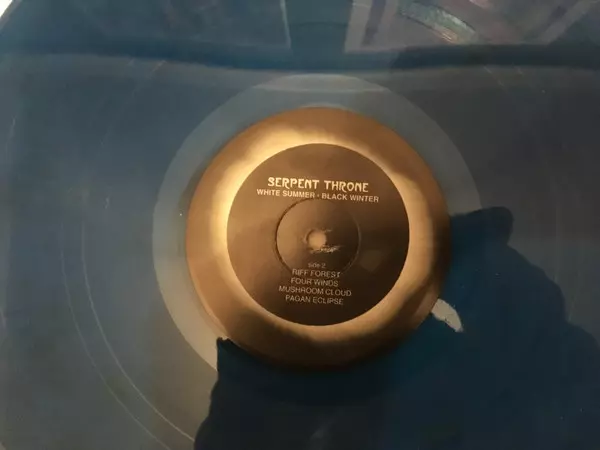 SERPENT THRONE
WHITE SUMMER • BLACK WINTER
side 2
RIFF FOREST
FOUR WINDS
MUSHROOM CLOUD
PAGAN ECLIPSE